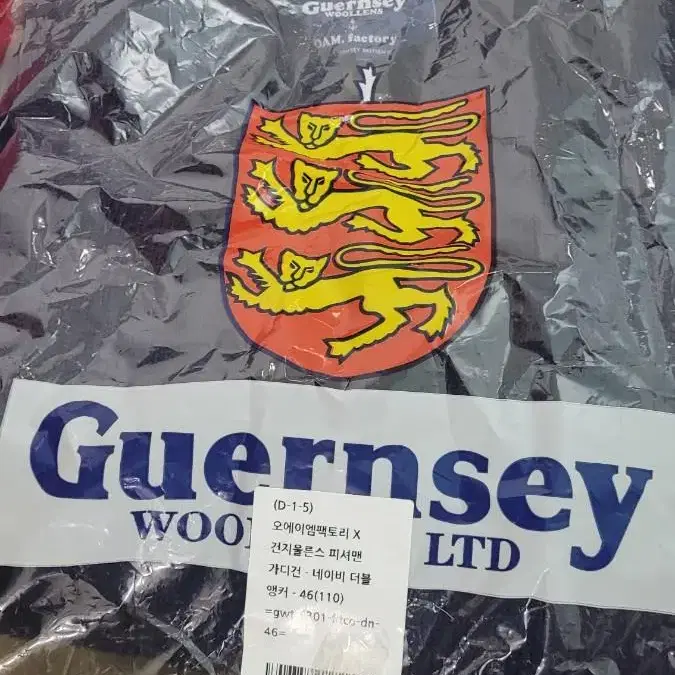 Guernsey
WOOLLENS
OAM. factory
Guernsey
WOO LTD
(D-1-5)
오에이엠팩토리 X
건지울른스 피셔맨
가디건 - 네이비 더블
앵커 - 46(110)
46=